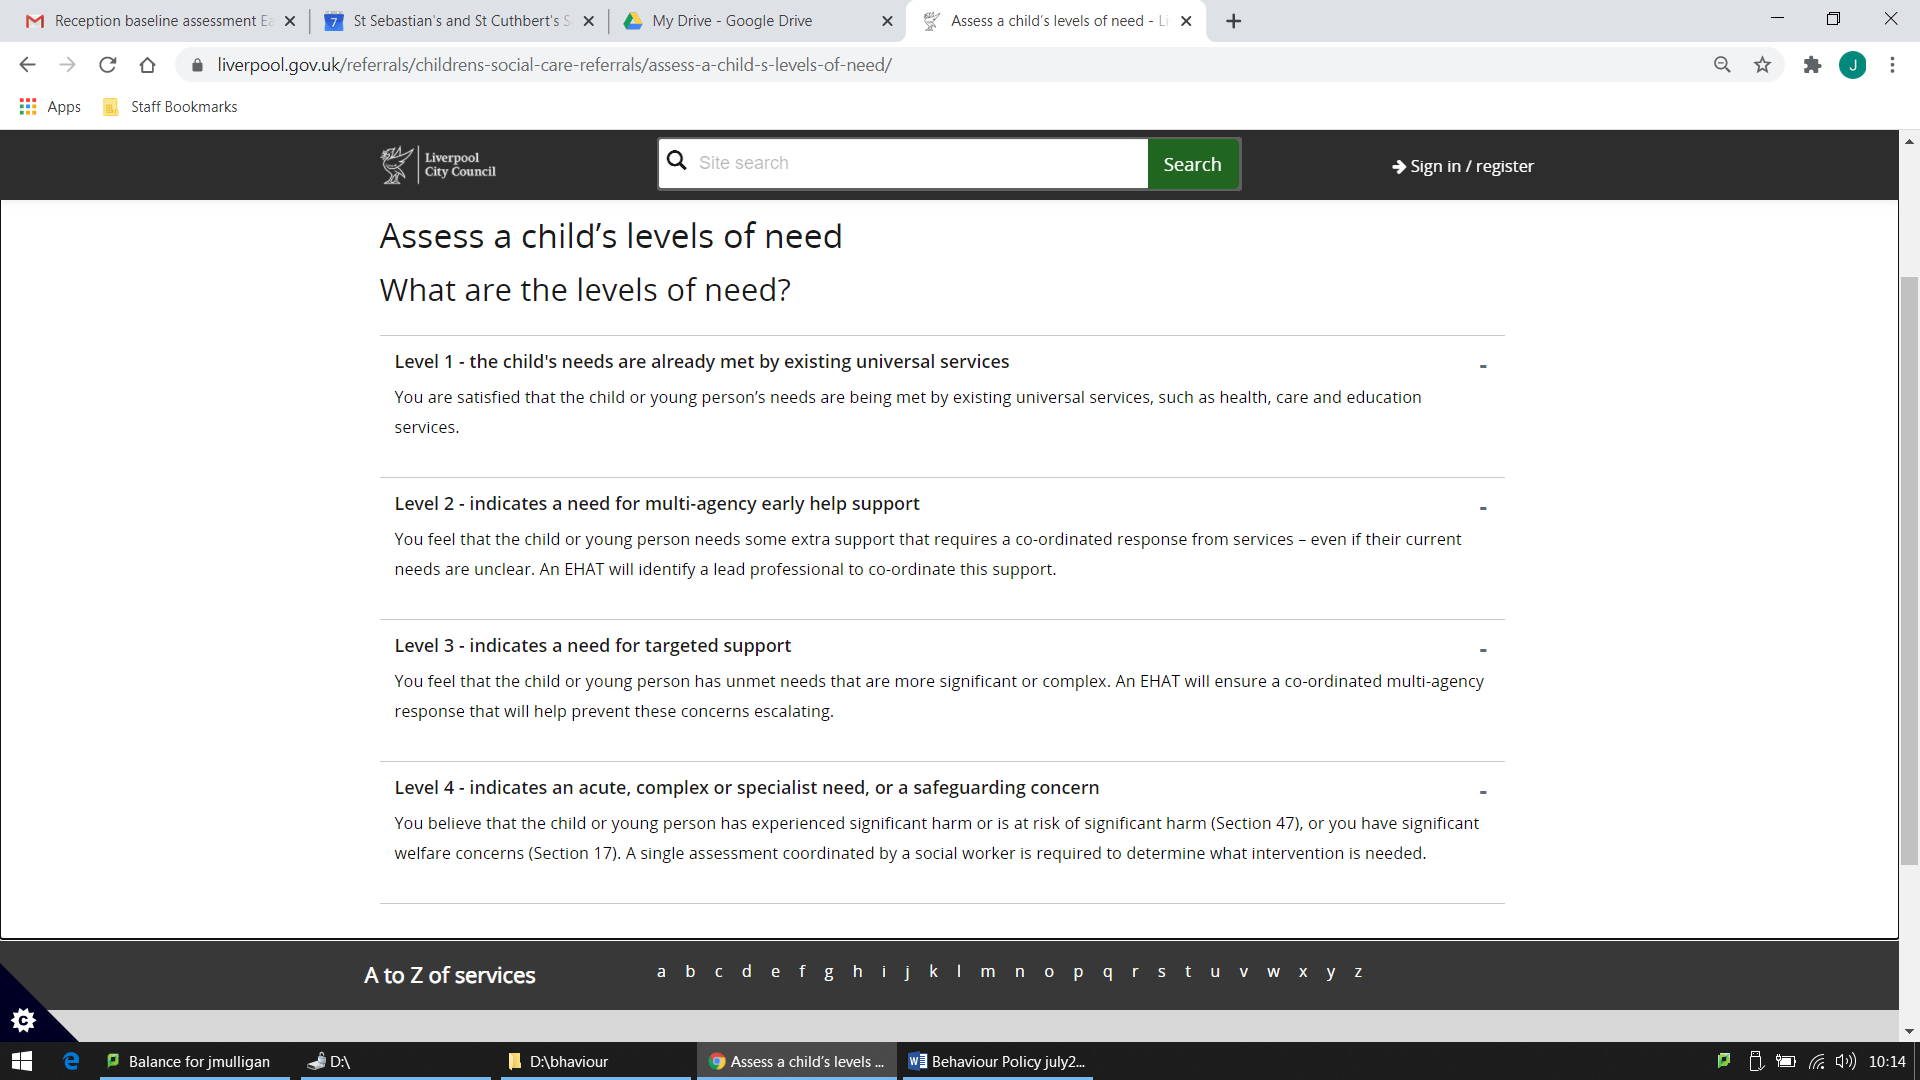 Reception baseline assessment Ea
St Sebastian's and St Cuthbert's S
My Drive - Google Drive
Assess a child's levels of need - Li
liverpool.gov.uk/referrals/childrens-social-care-referrals/assess-a-child-s-levels-of-need/
J
Apps
Staff Bookmarks
Liverpool
City Council
Site search
Search
Sign in / register
Assess a child's levels of need
What are the levels of need?
Level 1 - the child's needs are already met by existing universal services
-
You are satisfied that the child or young person's needs are being met by existing universal services, such as health, care and education
services.
Level 2 - indicates a need for multi-agency early help support
-
You feel that the child or young person needs some extra support that requires a co-ordinated response from services – even if their current
needs are unclear. An EHAT will identify a lead professional to co-ordinate this support.
Level 3 - indicates a need for targeted support
-
You feel that the child or young person has unmet needs that are more significant or complex. An EHAT will ensure a co-ordinated multi-agency
response that will help prevent these concerns escalating.
Level 4 - indicates an acute, complex or specialist need, or a safeguarding concern
-
You believe that the child or young person has experienced significant harm or is at risk of significant harm (Section 47), or you have significant
welfare concerns (Section 17). A single assessment coordinated by a social worker is required to determine what intervention is needed.
A to Z of services
a b c d e f g h i j k l m n o p q r s t u v w x y z
Balance for jmulligan
D:\
D:\bhaviour
Assess a child's levels ...
Behaviour Policy july2...
10:14